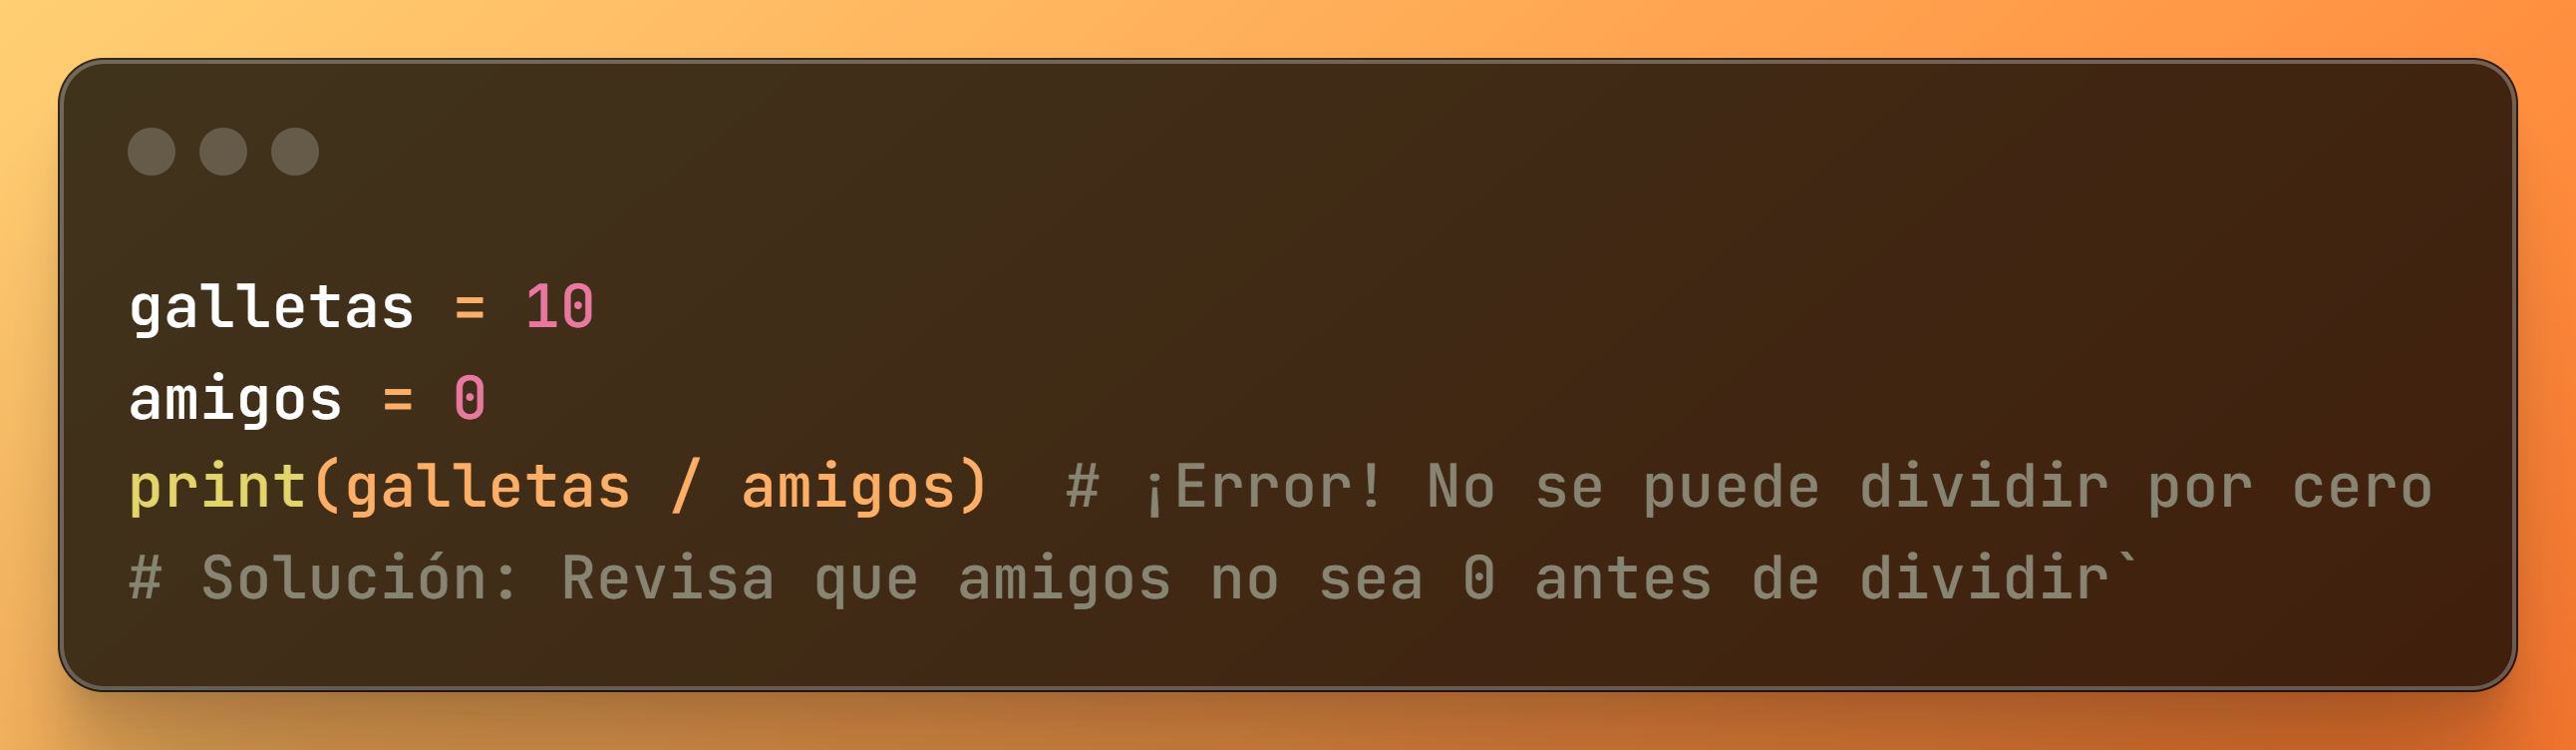 galletas = 10
amigos = 0
print(galletas / amigos)  # ¡Error! No se puede dividir por cero
# Solución: Revisa que amigos no sea 0 antes de dividir`